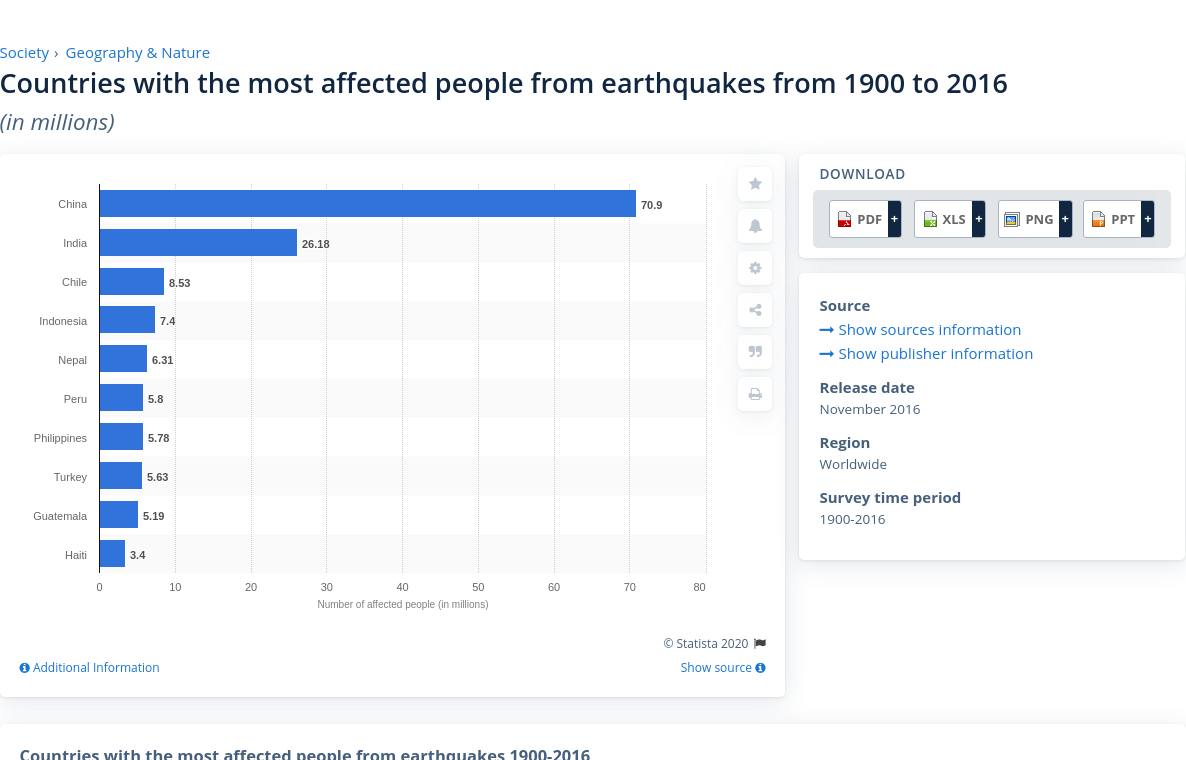 Society › Geography & Nature
Countries with the most affected people from earthquakes from 1900 to 2016
(in millions)
China 70.9
India 26.18
Chile 8.53
Indonesia 7.4
Nepal 6.31
Peru 5.8
Philippines 5.78
Turkey 5.63
Guatemala 5.19
Haiti 3.4
0 10 20 30 40 50 60 70 80
Number of affected people (in millions)
© Statista 2020
Additional Information
Show source
DOWNLOAD
PDF + XLS + PNG + PPT +
Source
Show sources information
Show publisher information
Release date
November 2016
Region
Worldwide
Survey time period
1900-2016
Countries with the most affected people from earthquakes 1900-2016